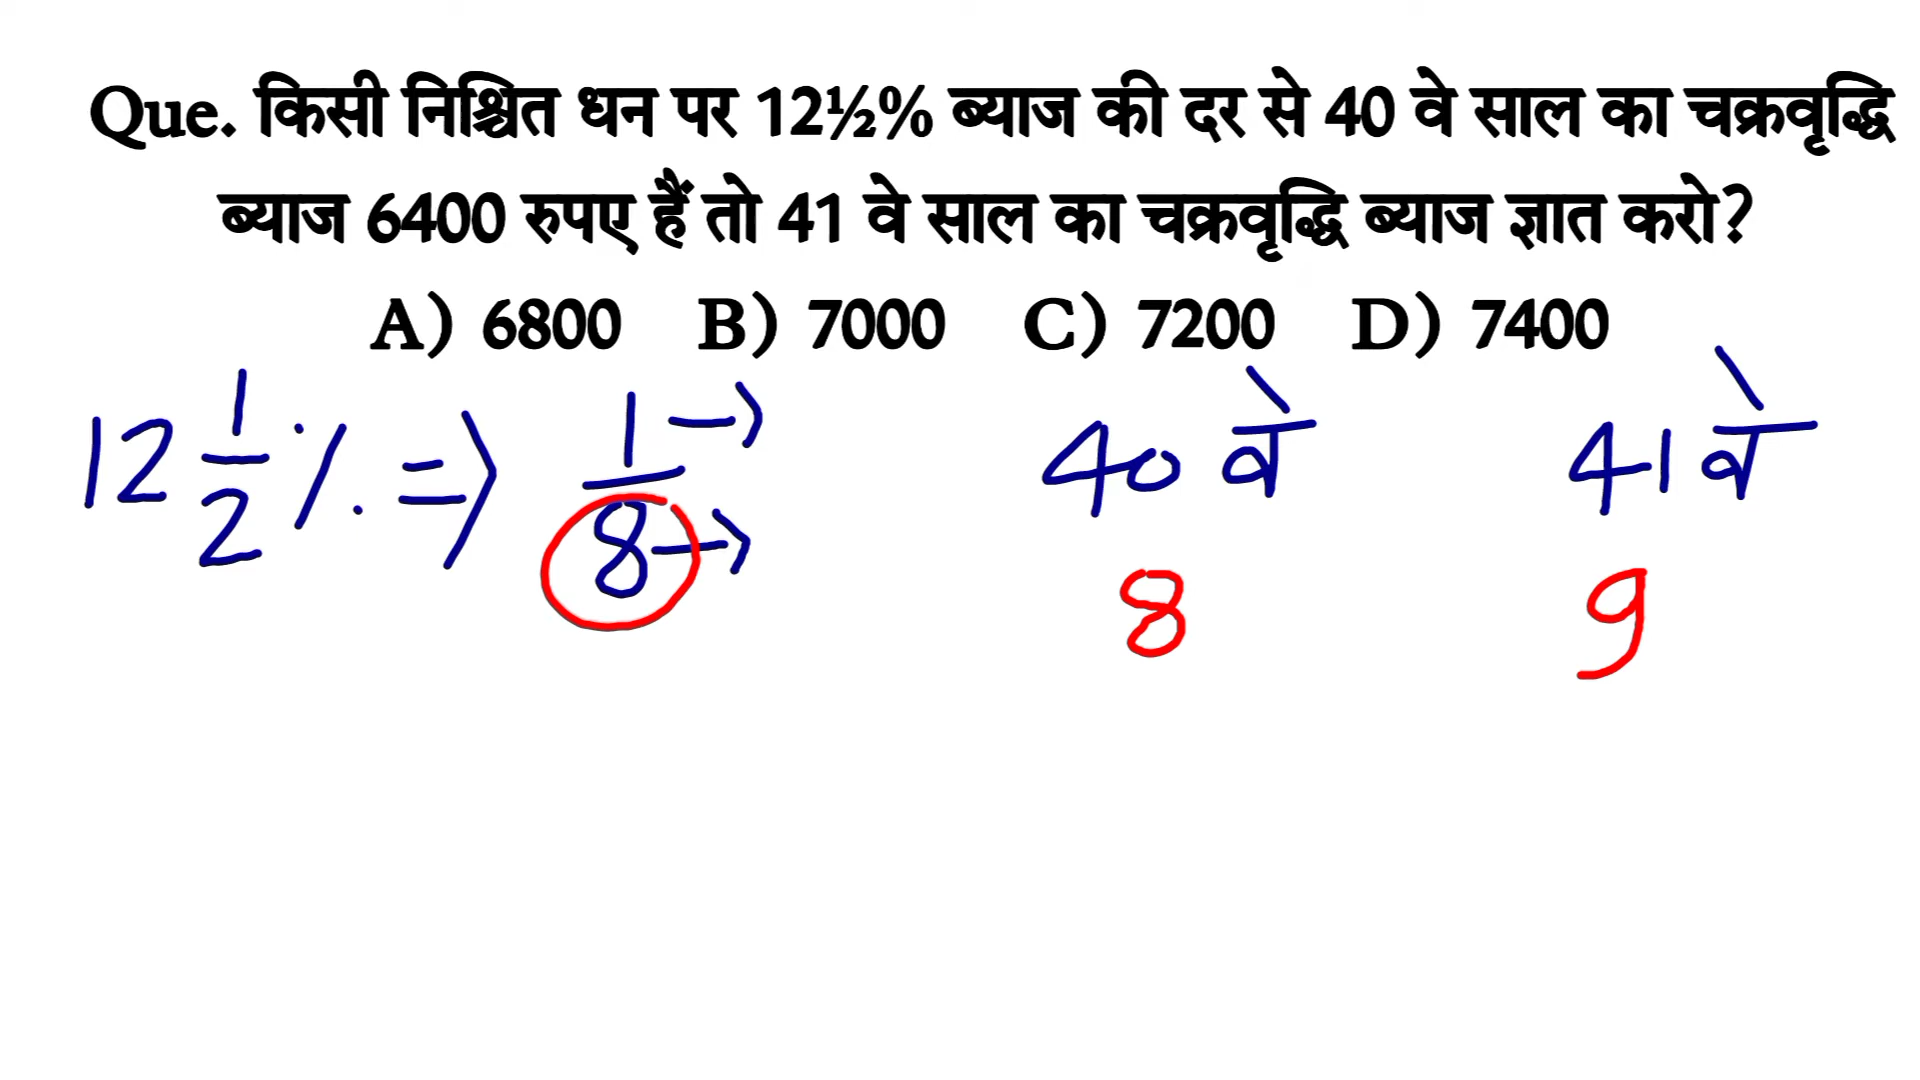 Que. किसी निश्चित धन पर 12½% ब्याज की दर से 40 वे साल का चक्रवृद्धि
ब्याज 6400 रुपए हैं तो 41 वे साल का चक्रवृद्धि ब्याज ज्ञात करो?
A) 6800 B) 7000 C) 7200 D) 7400
12 1/2 % => 1/8 → → 40 वे 41 वे
8 9